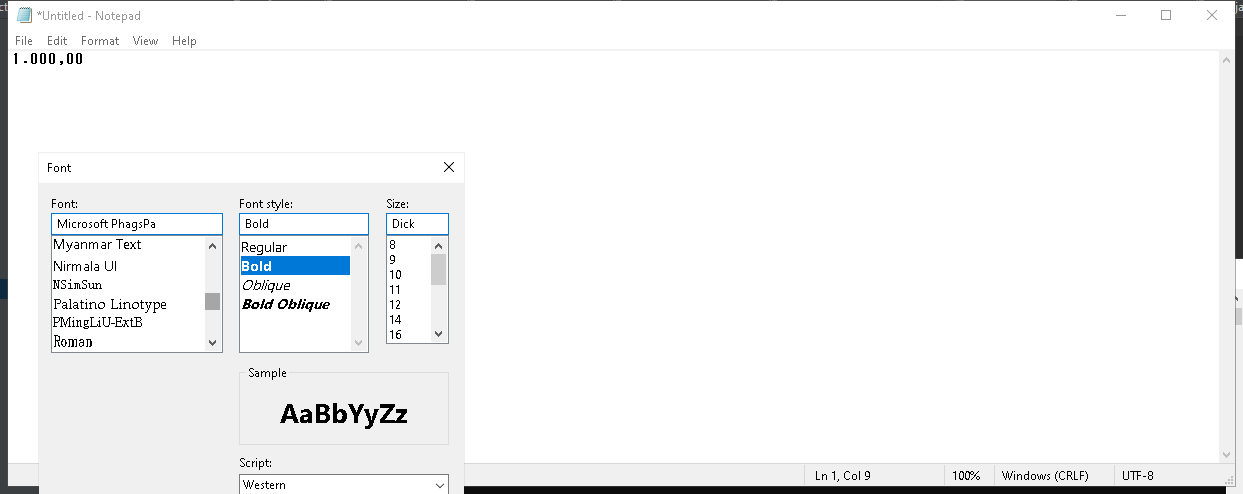 *Untitled - Notepad
File Edit Format View Help
1.000,00
Font
Font: Font style: Size:
Microsoft PhagsPa Bold Dick
Myanmar Text Regular 8
Nirmala UI Bold 9
NSimSun Oblique 10
Palatino Linotype Bold Oblique 11
PMingLiU-ExtB 12
Roman 14
16
Sample
AaBbYyZz
Script:
Western
Ln 1, Col 9 100% Windows (CRLF) UTF-8